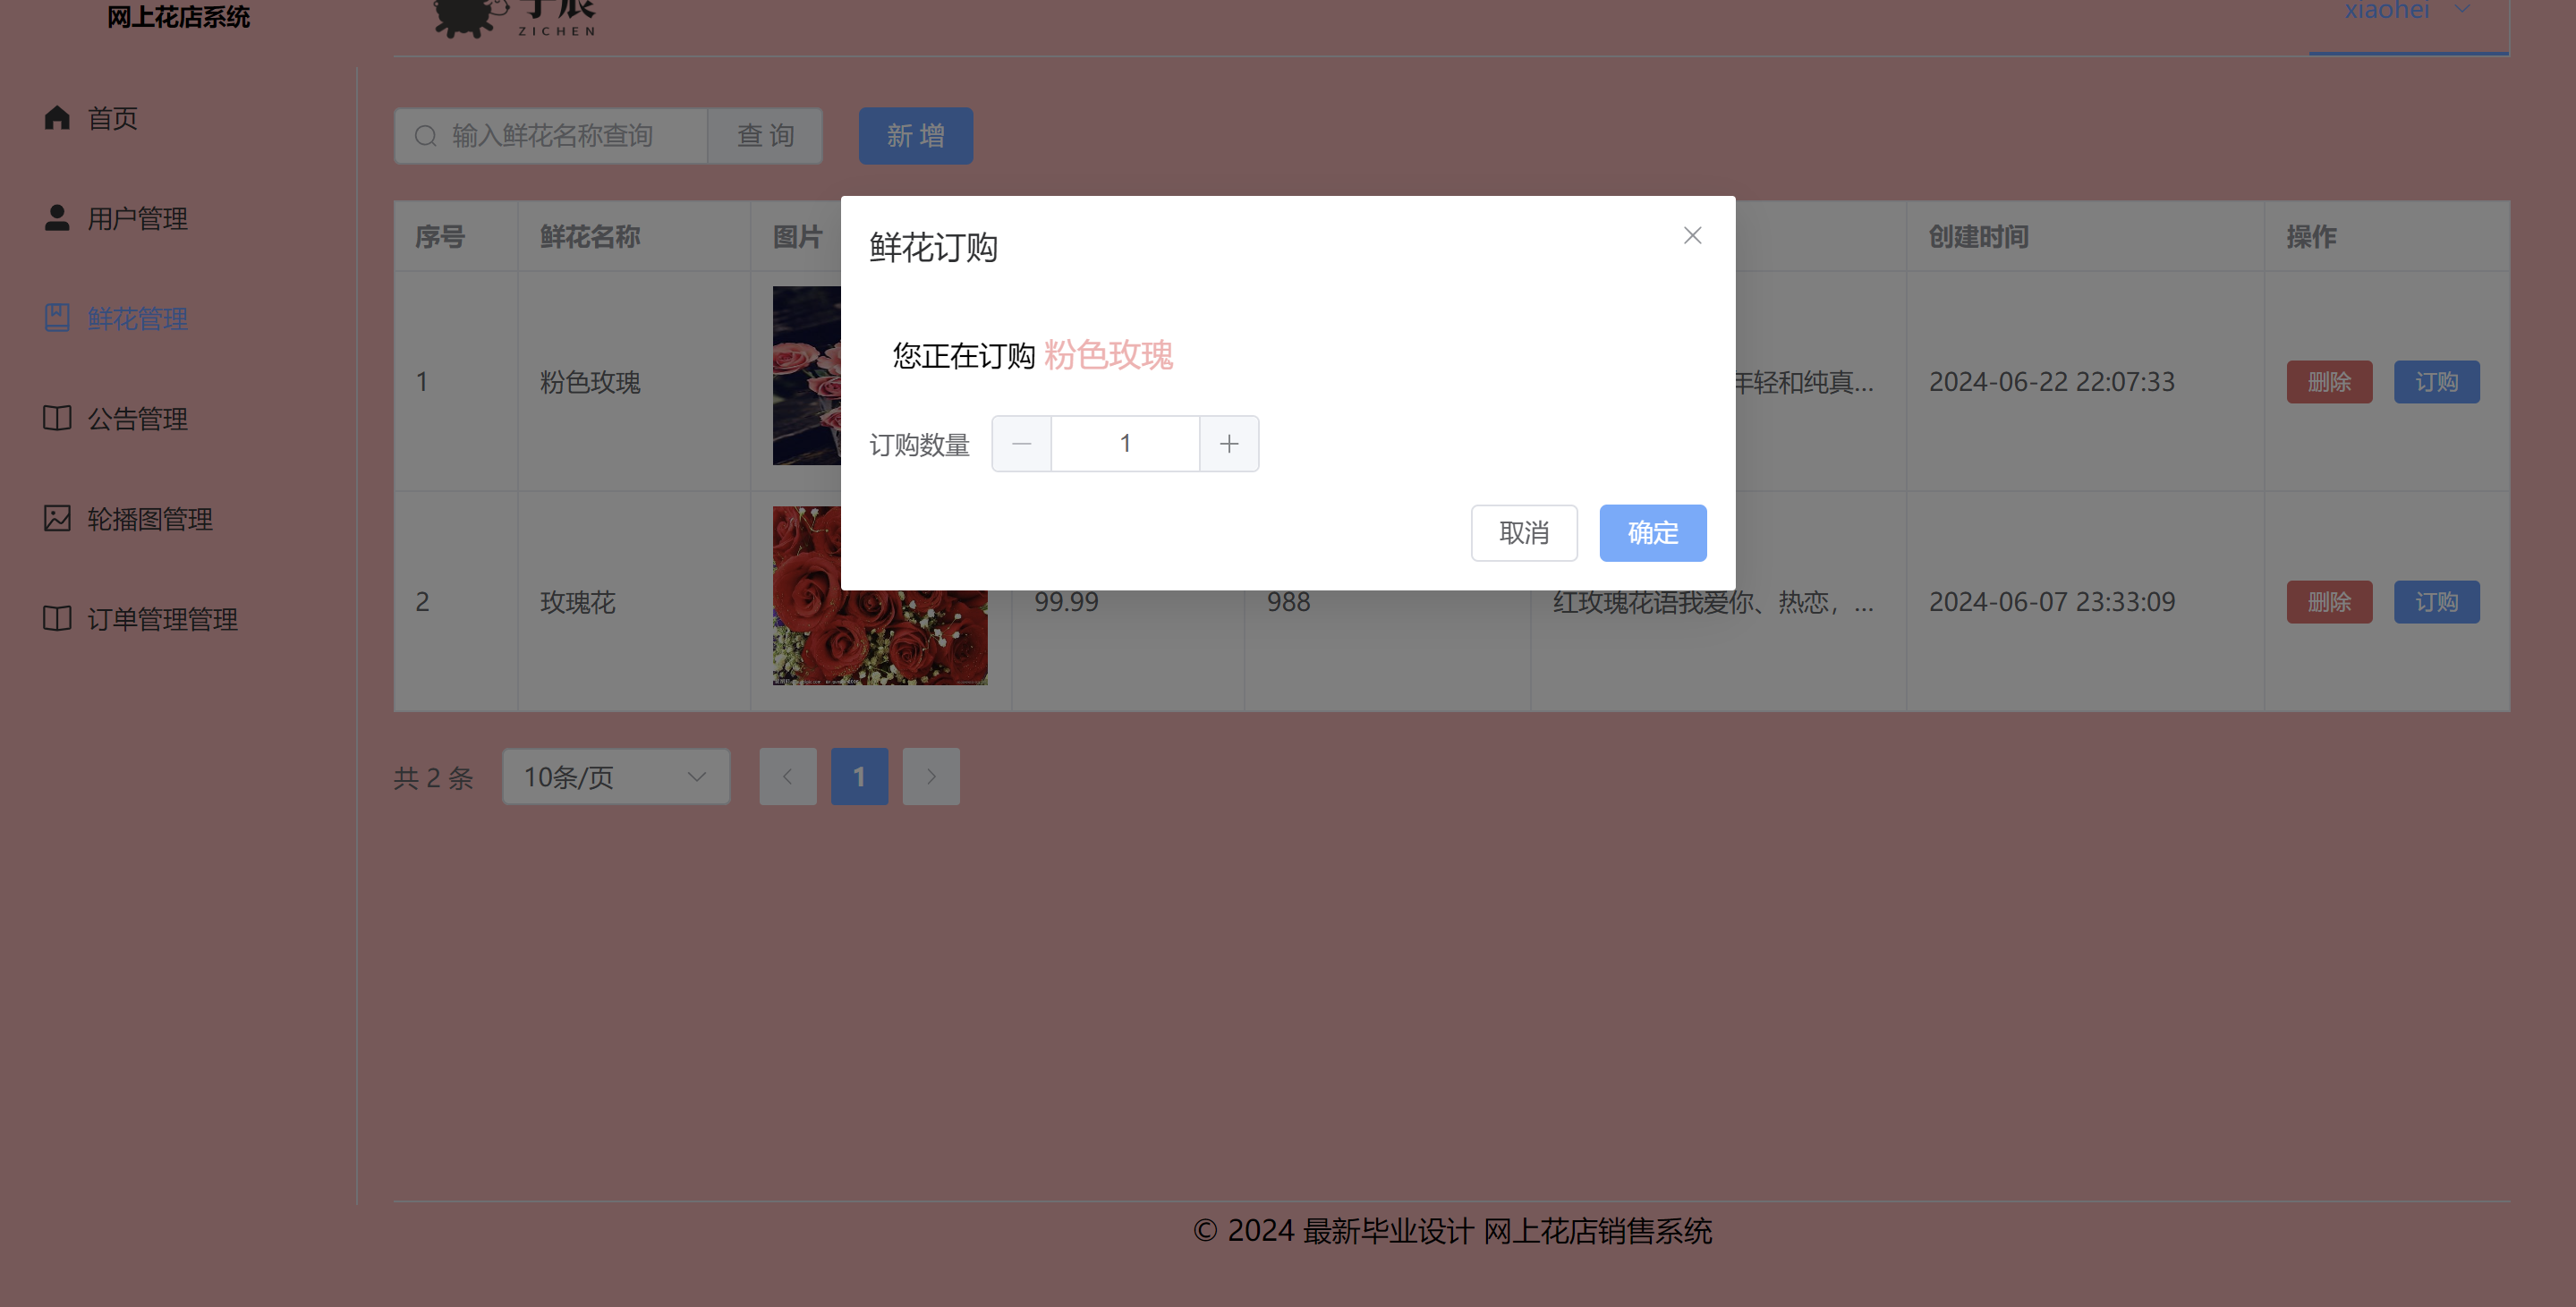 网上花店系统
ZICHEN
xiaohei
首页
用户管理
鲜花管理
公告管理
轮播图管理
订单管理管理
输入鲜花名称查询
查 询
新 增
序号
鲜花名称
图片
创建时间
操作
鲜花订购
您正在订购 粉色玫瑰
订购数量
1
取消
确定
1
粉色玫瑰
年轻和纯真...
2024-06-22 22:07:33
删除
订购
2
玫瑰花
99.99
988
红玫瑰花语我爱你、热恋，...
2024-06-07 23:33:09
删除
订购
共 2 条
10条/页
1
© 2024 最新毕业设计 网上花店销售系统